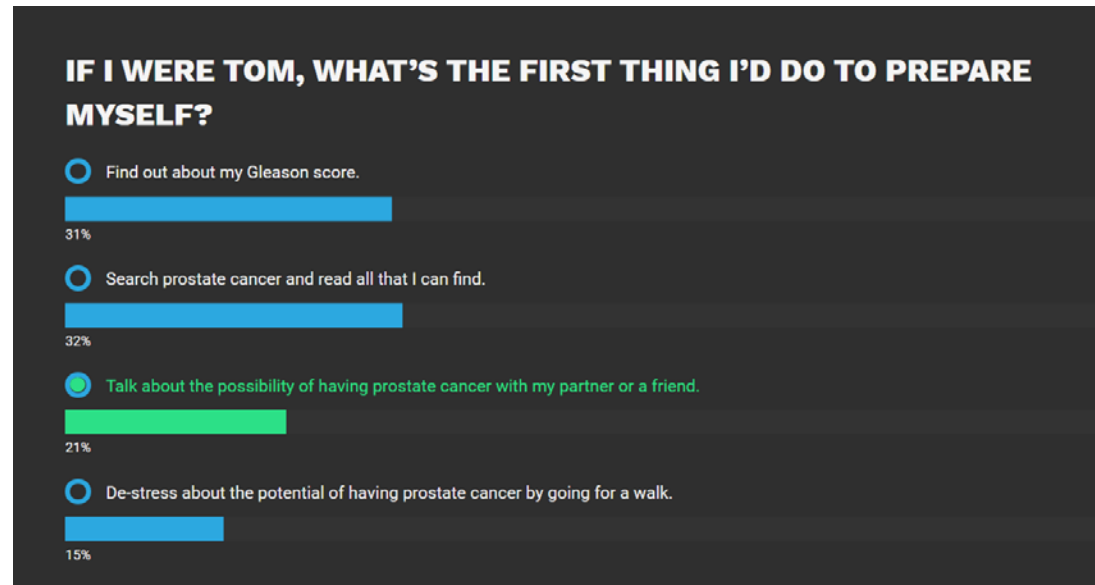 IF I WERE TOM, WHAT'S THE FIRST THING I'D DO TO PREPARE
MYSELF?
Find out about my Gleason score.
31%
Search prostate cancer and read all that I can find.
32%
Talk about the possibility of having prostate cancer with my partner or a friend.
21%
De-stress about the potential of having prostate cancer by going for a walk.
15%